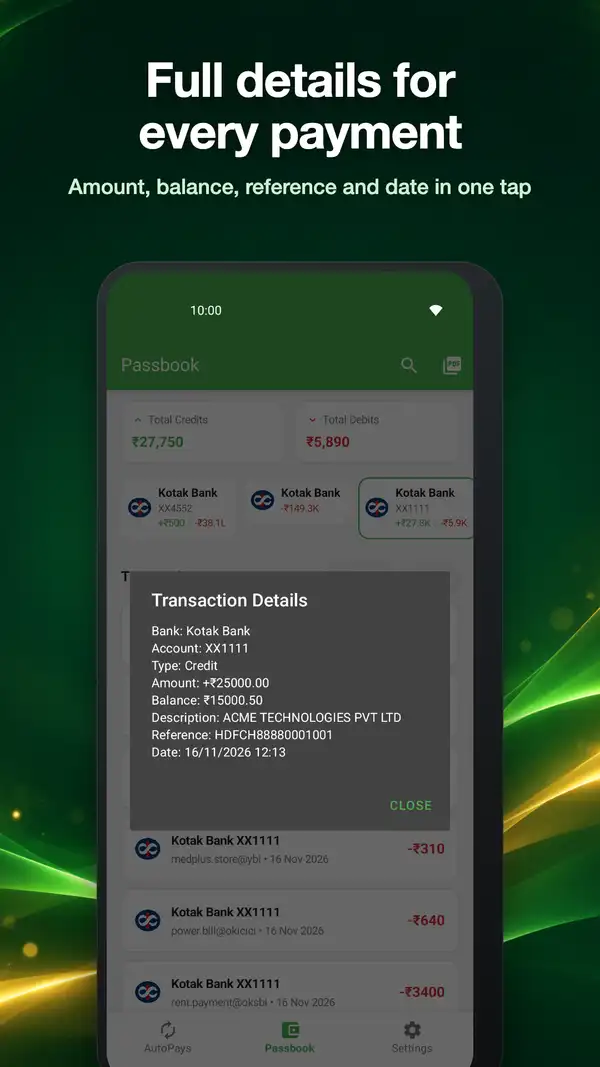 Full details for
every payment
Amount, balance, reference and date in one tap
10:00
Passbook
PDF
Total Credits
Total Debits
₹27,750
₹5,890
Kotak Bank
XX4552
+₹500 -₹38.1L
Kotak Bank
-₹149.3K
Kotak Bank
XX1111
+₹27.8K -₹5.9K
T
Transaction Details
Bank: Kotak Bank
Account: XX1111
Type: Credit
Amount: +₹25000.00
Balance: ₹15000.50
Description: ACME TECHNOLOGIES PVT LTD
Reference: HDFCH88880001001
Date: 16/11/2026 12:13
CLOSE
Kotak Bank XX1111
medplus.store@ybl • 16 Nov 2026
-₹310
Kotak Bank XX1111
power.bill@okicici • 16 Nov 2026
-₹640
Kotak Bank XX1111
rent.payment@oksbi • 16 Nov 2026
-₹3400
AutoPays
Passbook
Settings